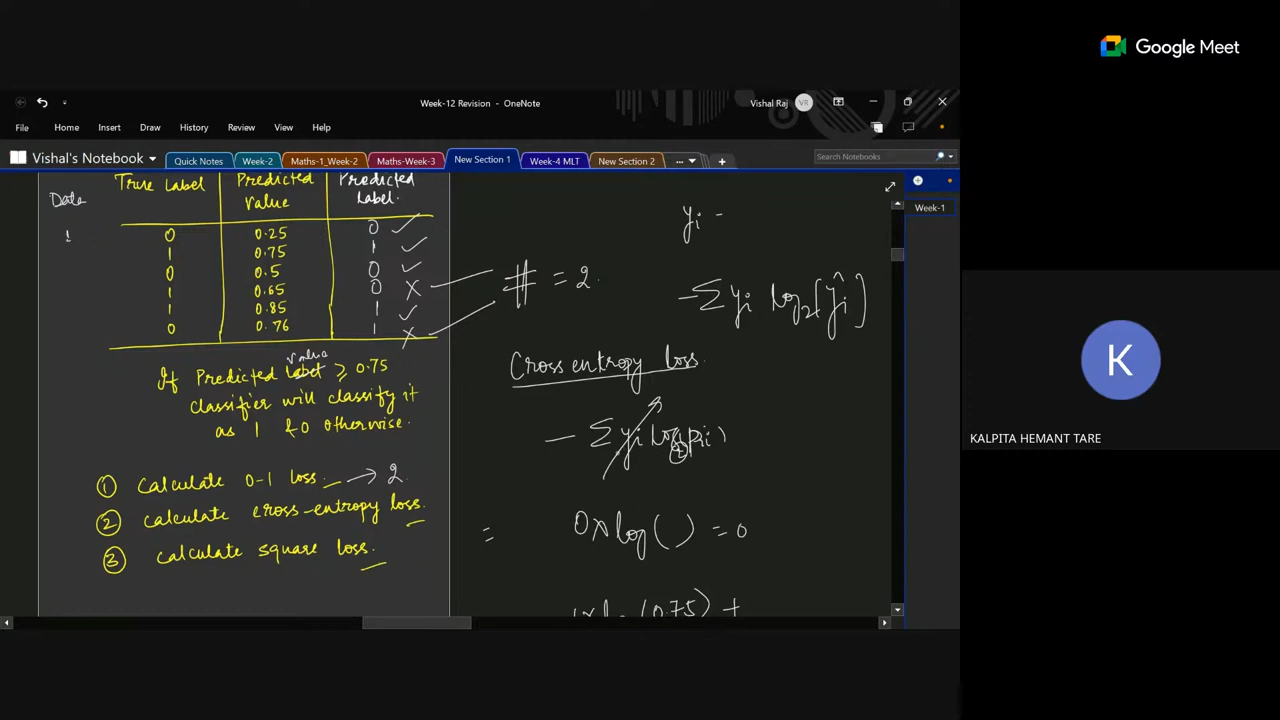 Google Meet
Week-12 Revision - OneNote
Vishal Raj
VR
File Home Insert Draw History Review View Help
Vishal's Notebook
Quick Notes Week-2 Maths-1_Week-2 Maths-Week-3 New Section 1 Week-4 MLT New Section 2 ...
Search Notebooks
Week-1
Data True Label Predicted Value Predicted Label.
1 0 0.25 0 ✓
1 0.75 1 ✓
0 0.5 0 ✓
1 0.65 0 ✗
1 0.85 1 ✓
0 0.76 1 ✗
If Predicted label value ≥ 0.75
classifier will classify it
as 1 & 0 otherwise.
① Calculate 0-1 loss → 2
② Calculate cross-entropy loss.
③ Calculate square loss.
yi -
# = 2.
-Σ yi log2[ŷi]
Cross entropy loss.
- Σ yi log(pi)
= 0 x log( ) = 0
(0.75) +
K
KALPITA HEMANT TARE